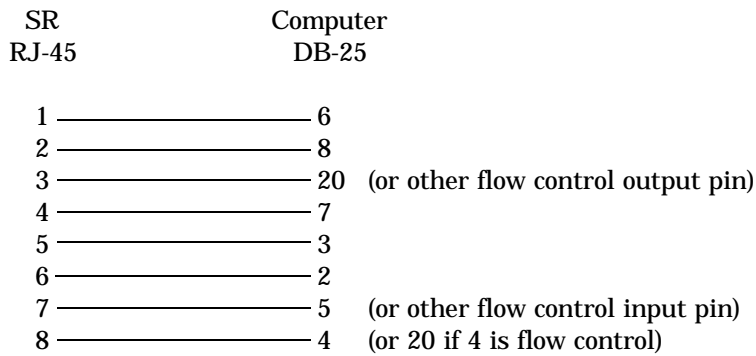 SR Computer
RJ-45 DB-25
1 6
2 8
3 20 (or other flow control output pin)
4 7
5 3
6 2
7 5 (or other flow control input pin)
8 4 (or 20 if 4 is flow control)